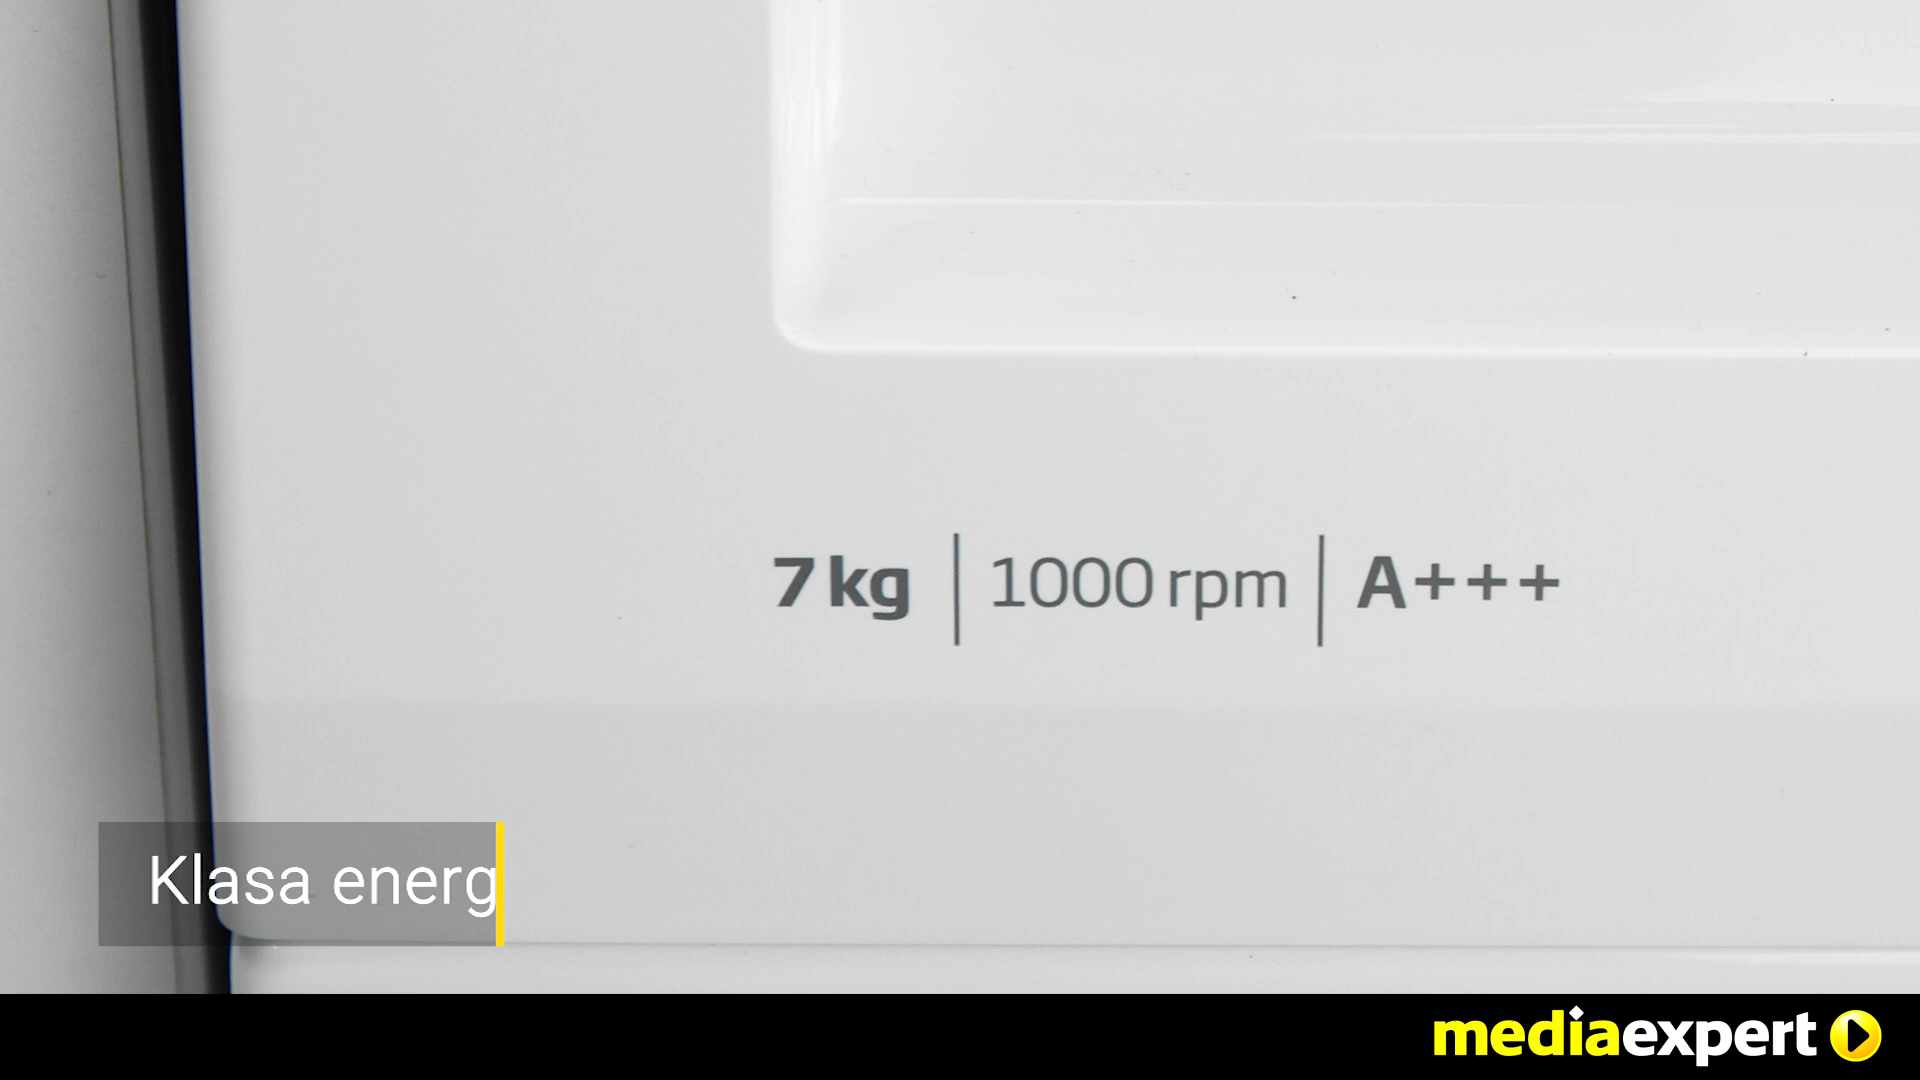 7 kg | 1000 rpm | A+++
Klasa energ
mediaexpert